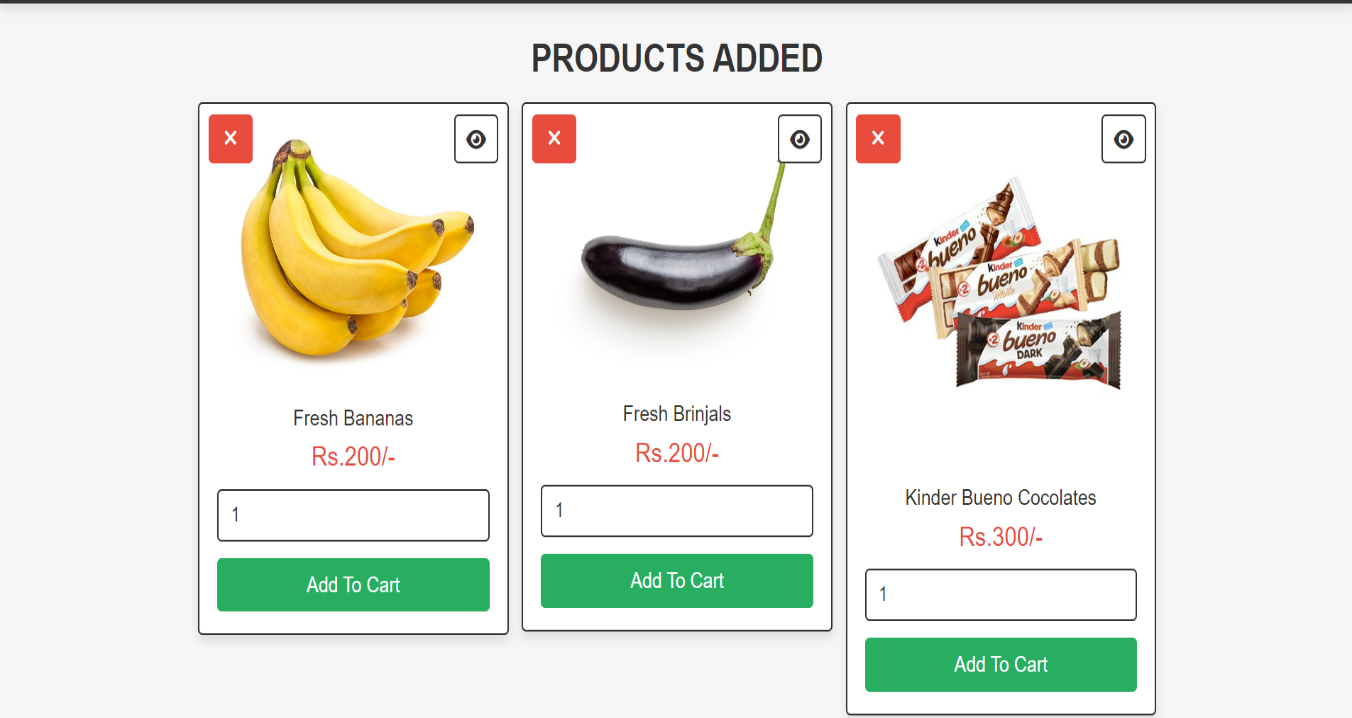 PRODUCTS ADDED
Fresh Bananas
Rs.200/-
1
Add To Cart
Fresh Brinjals
Rs.200/-
1
Add To Cart
Kinder
bueno
Kinder
bueno
White
Kinder
bueno
DARK
Kinder Bueno Cocolates
Rs.300/-
1
Add To Cart